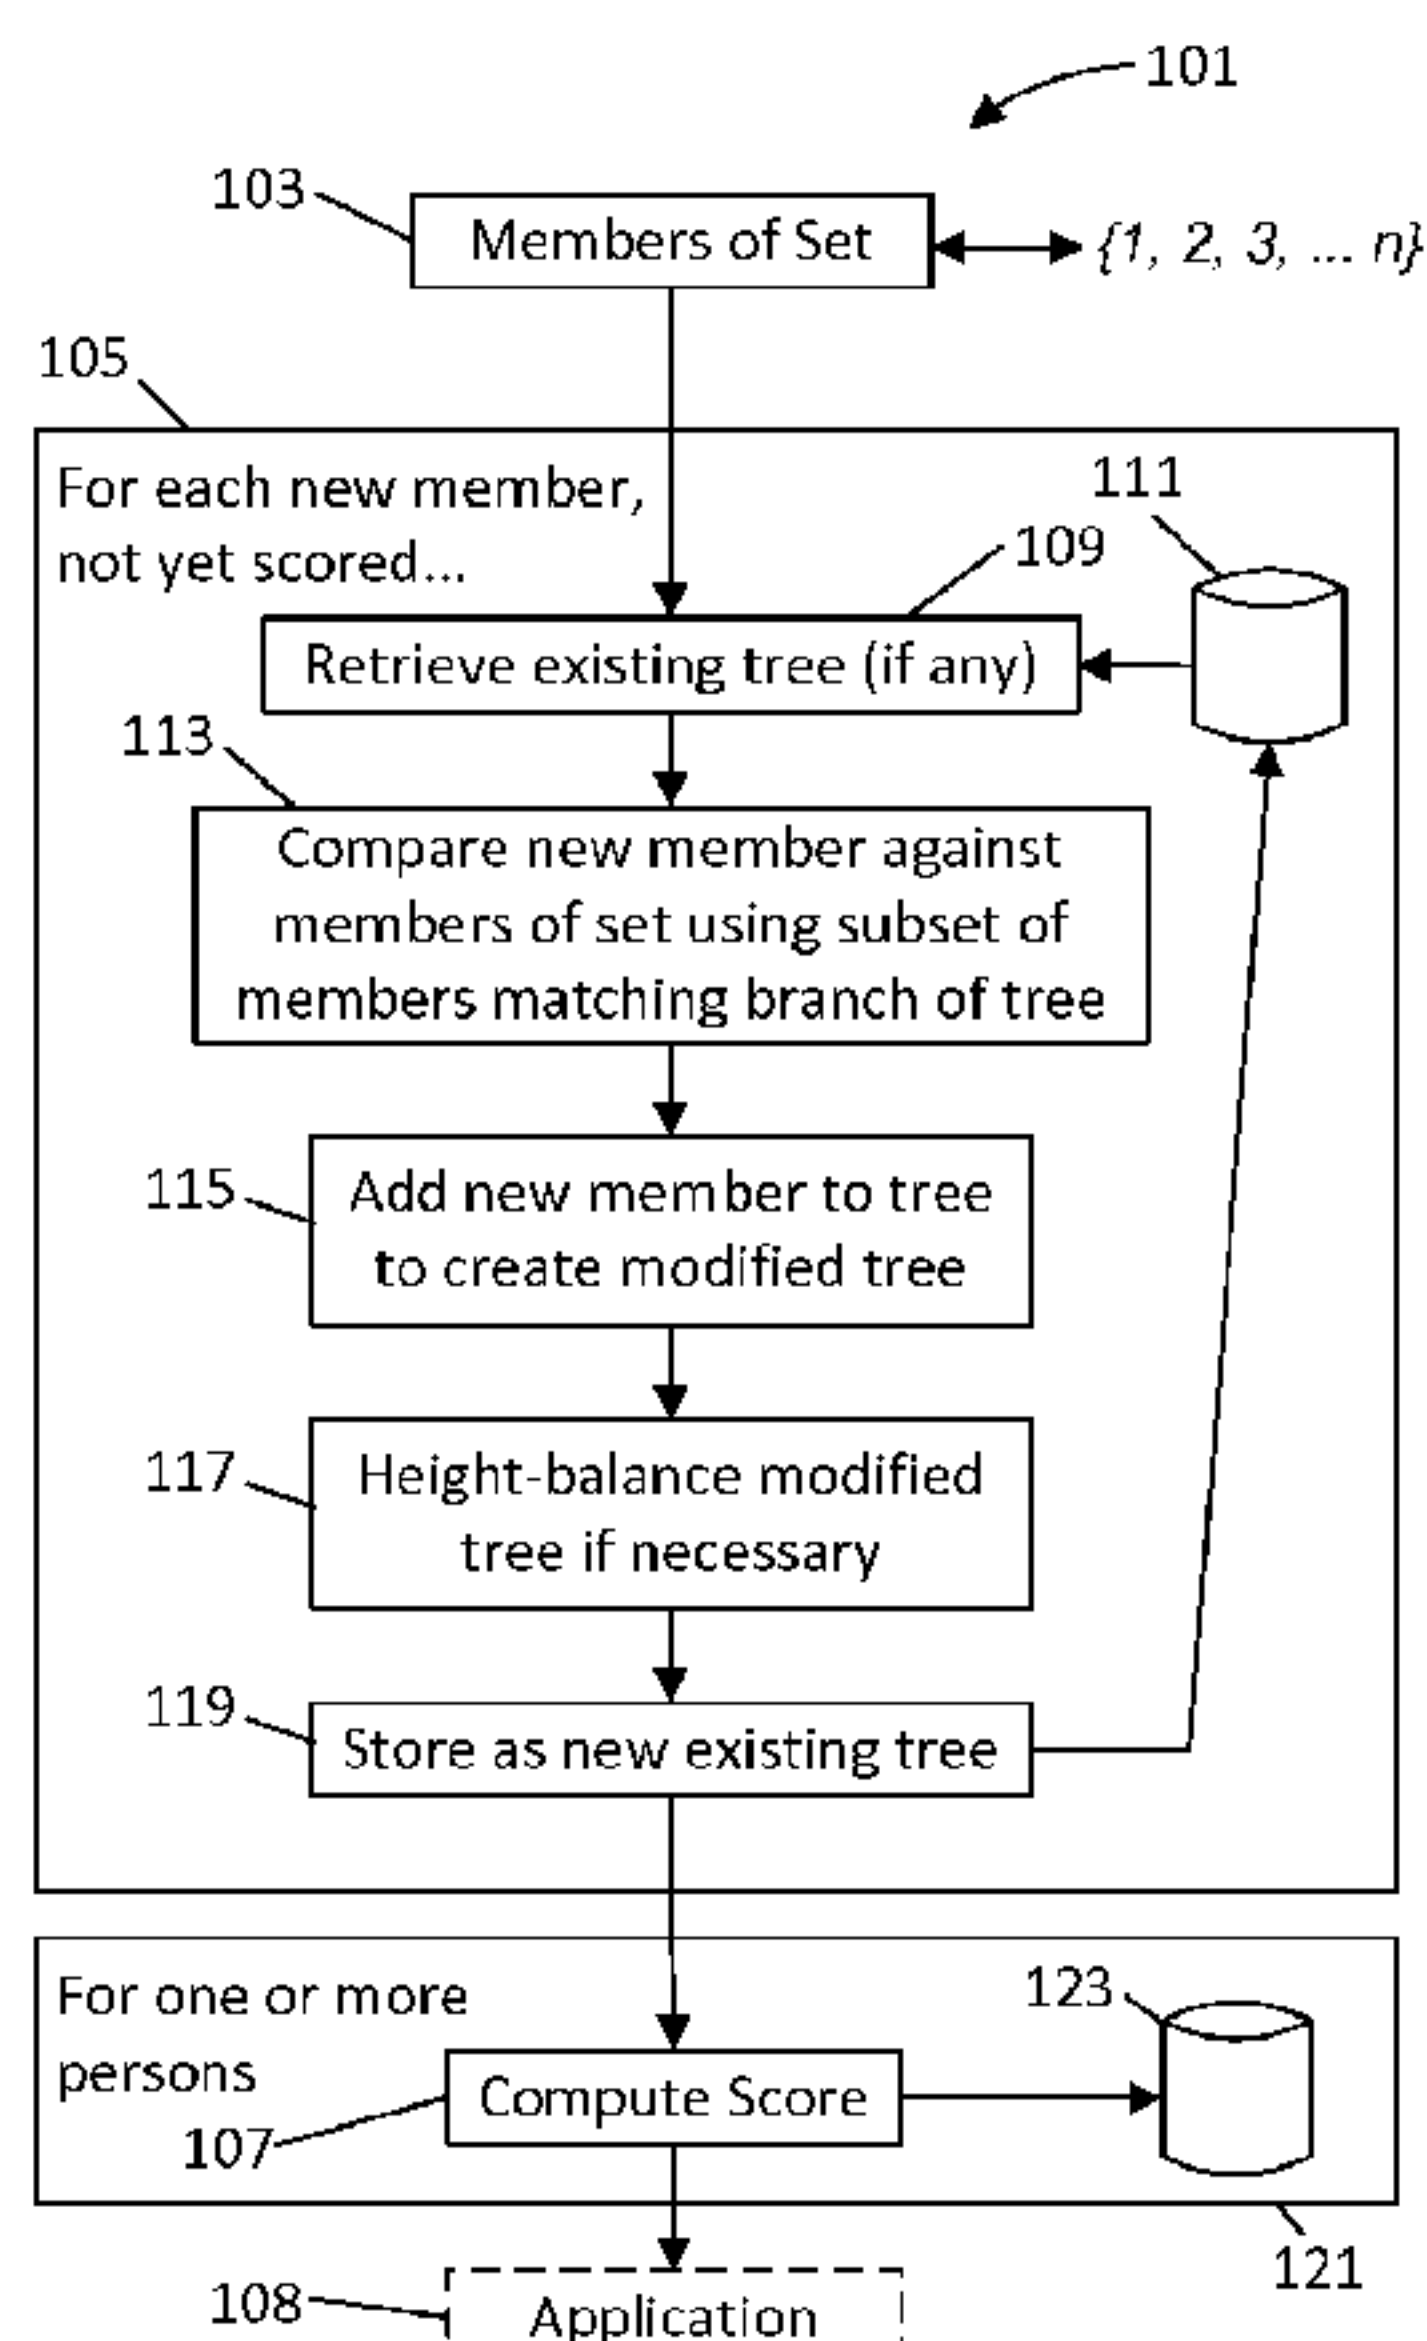 101
103
Members of Set
{1, 2, 3, ... n}
105
For each new member,
not yet scored...
111
109
Retrieve existing tree (if any)
113
Compare new member against
members of set using subset of
members matching branch of tree
115
Add new member to tree
to create modified tree
117
Height-balance modified
tree if necessary
119
Store as new existing tree
For one or more
persons
123
Compute Score
107
121
108
Application